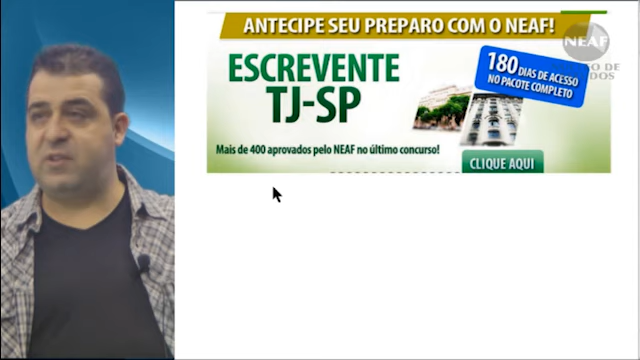 ANTECIPE SEU PREPARO COM O NEAF!
NEAF
ESCREVENTE
TJ-SP
180 DIAS DE ACESSO
NO PACOTE COMPLETO
Mais de 400 aprovados pelo NEAF no último concurso!
CLIQUE AQUI